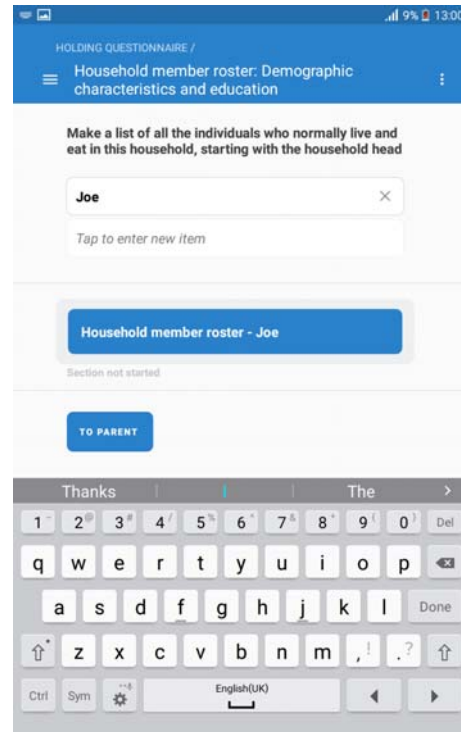 9% 13:00
HOLDING QUESTIONNAIRE /
Household member roster: Demographic
characteristics and education
Make a list of all the individuals who normally live and
eat in this household, starting with the household head
Joe
Tap to enter new item
Household member roster - Joe
Section not started
TO PARENT
Thanks I The
1 2 @ 3 # 4 / 5 % 6 ^ 7 & 8 * 9 ( 0 ) Del
q w e r t y u i o p
a s d f g h j k l Done
z x c v b n m , ! . ?
Ctrl Sym English(UK)